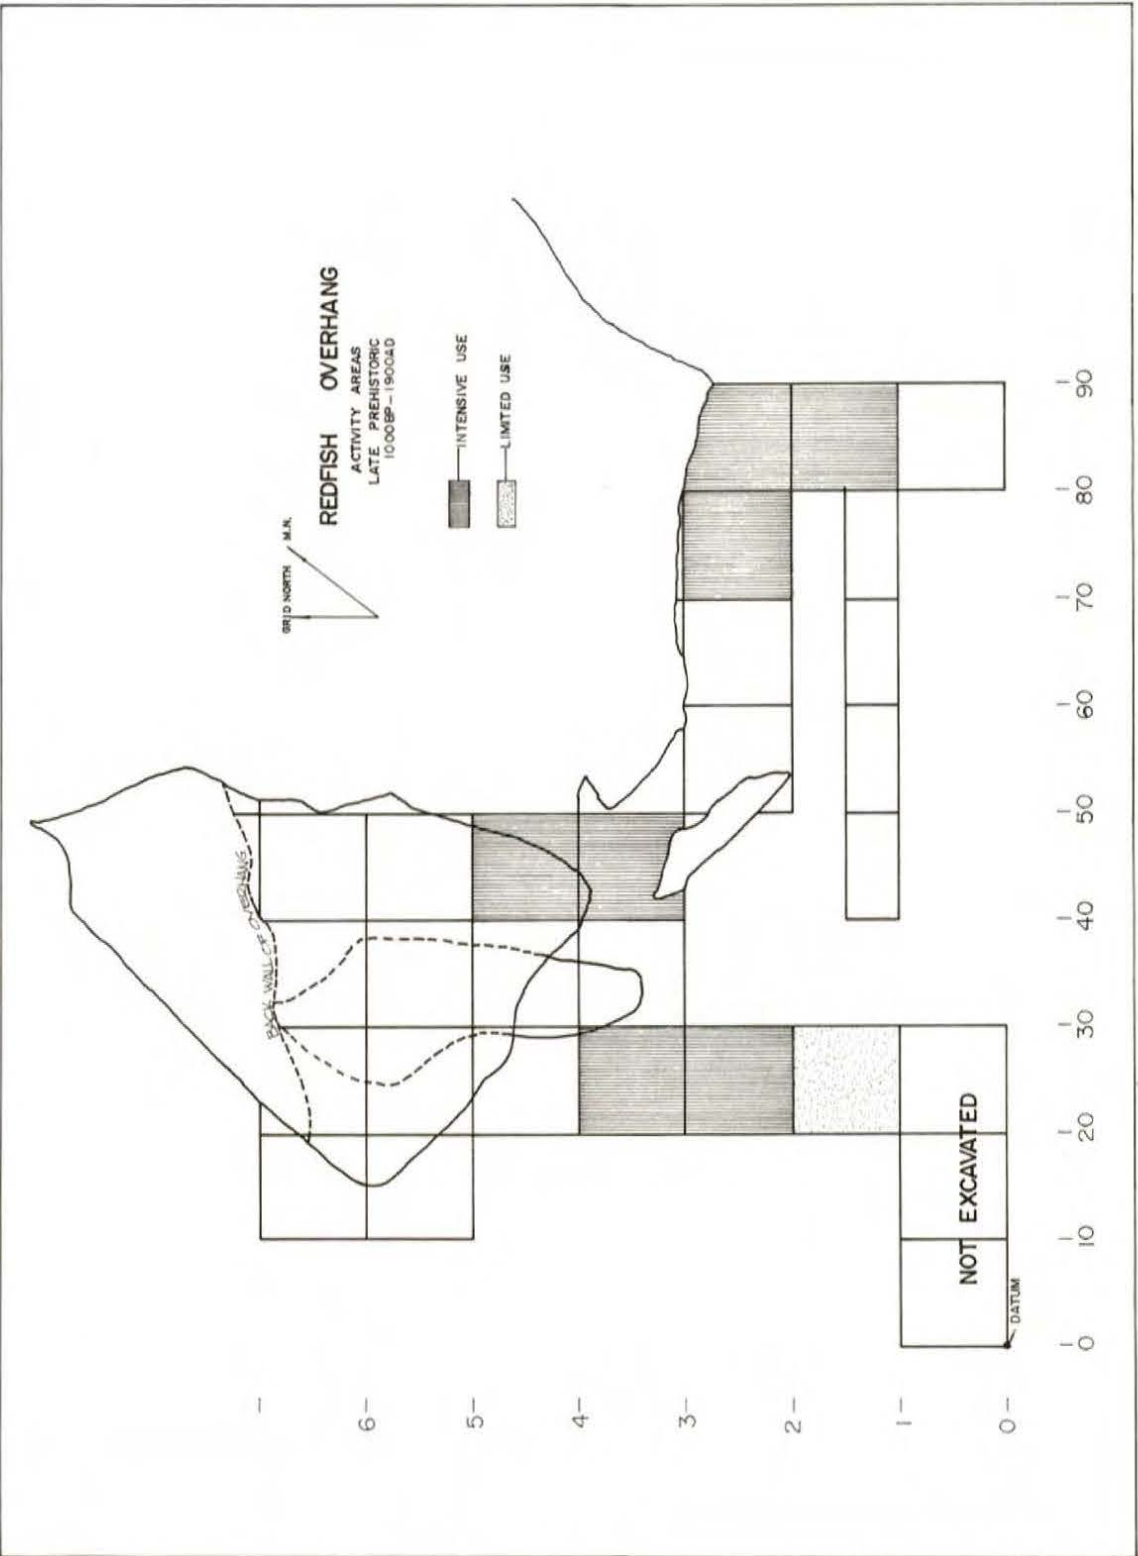 REDFISH OVERHANG
ACTIVITY AREAS
LATE PREHISTORIC
1000BP-1900AD
GRID NORTH
M.N.
INTENSIVE USE
LIMITED USE
BACK WALL OF OVERHANG
NOT EXCAVATED
DATUM
6
5
4
3
2
1
0
0
10
20
30
40
50
60
70
80
90